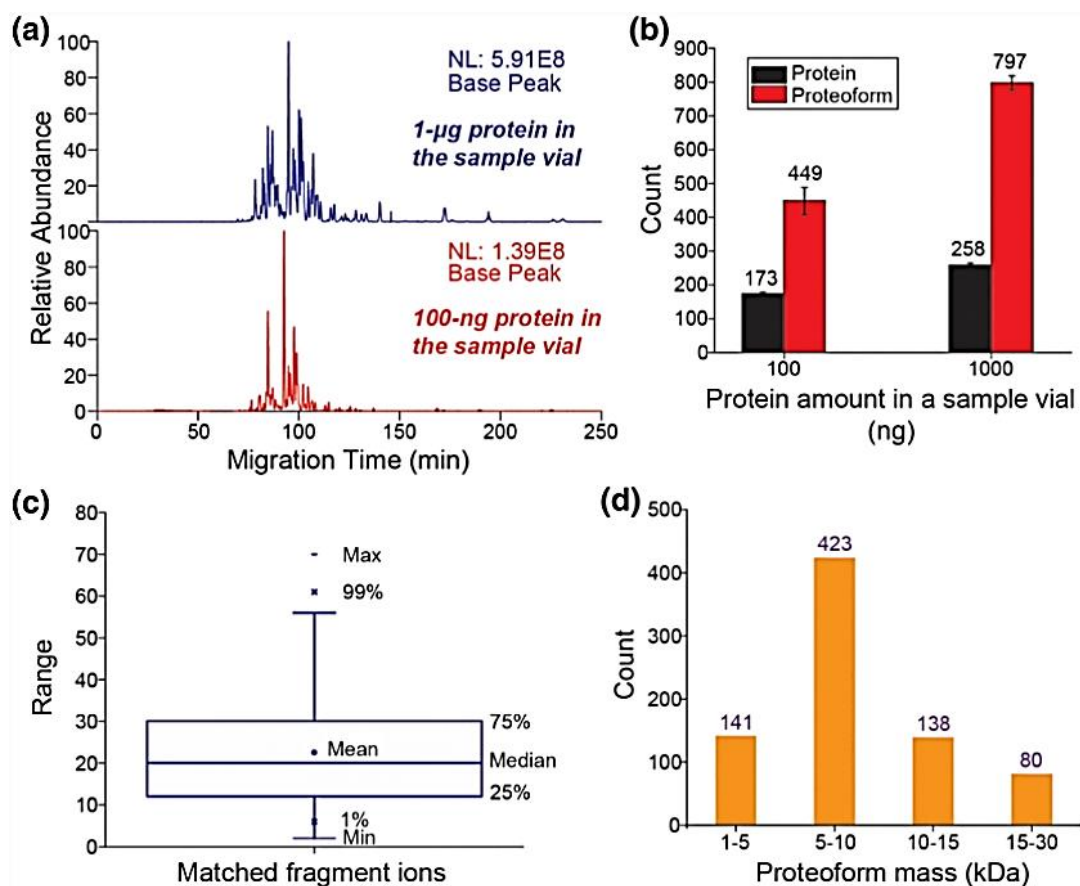 (a)
100
80
60
40
20
NL: 5.91E8
Base Peak
1-µg protein in
the sample vial
100
80
60
40
20
0
NL: 1.39E8
Base Peak
100-ng protein in
the sample vial
Relative Abundance
0 50 100 150 200 250
Migration Time (min)
(b)
900
800
700
600
500
400
300
200
100
0
Count
Protein
Proteoform
173
449
258
797
100 1000
Protein amount in a sample vial
(ng)
(c)
80
70
60
50
40
30
20
10
0
Range
Max
99%
75%
Mean
Median
25%
1%
Min
Matched fragment ions
(d)
500
400
300
200
100
0
Count
141
423
138
80
1-5 5-10 10-15 15-30
Proteoform mass (kDa)